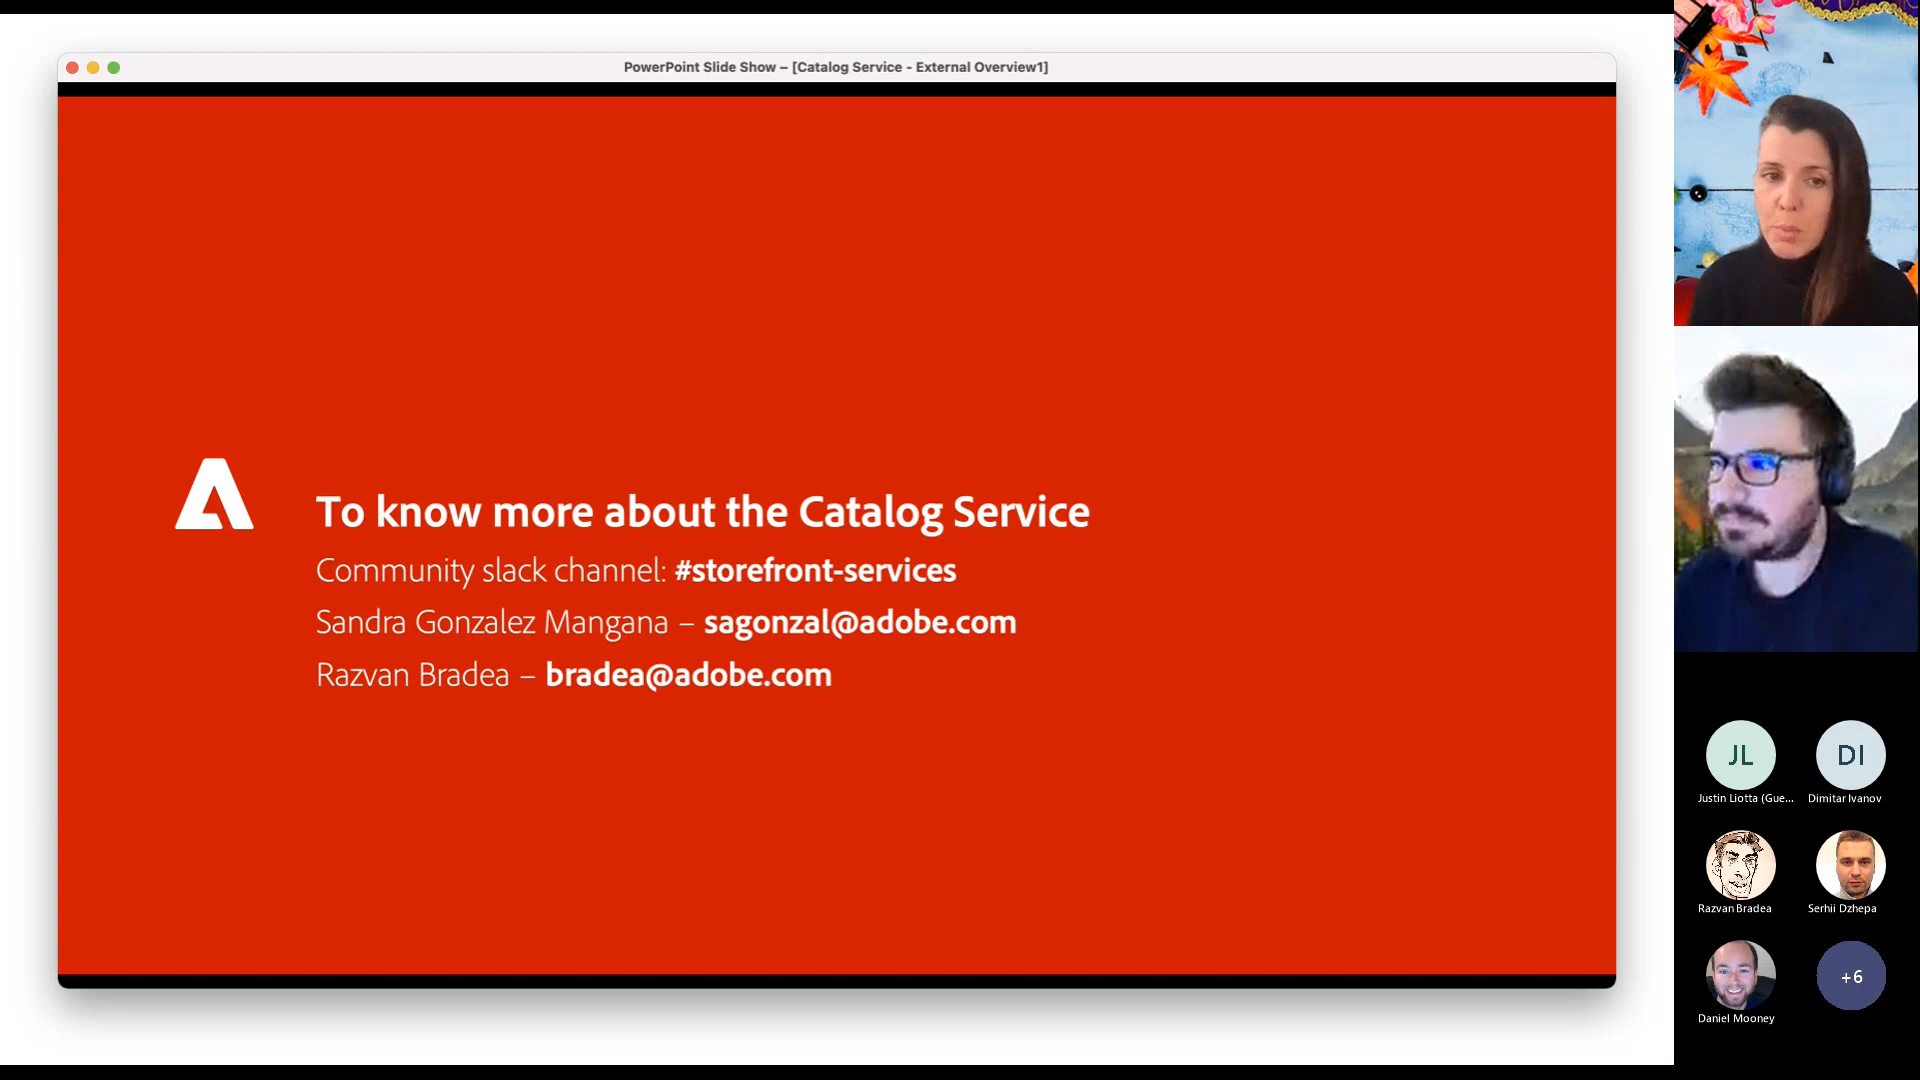 PowerPoint Slide Show – [Catalog Service - External Overview1]
To know more about the Catalog Service
Community slack channel: #storefront-services
Sandra Gonzalez Mangana – sagonzal@adobe.com
Razvan Bradea – bradea@adobe.com
JL
DI
Justin Liotta (Gue...
Dimitar Ivanov
Razvan Bradea
Serhii Dzhepa
+6
Daniel Mooney